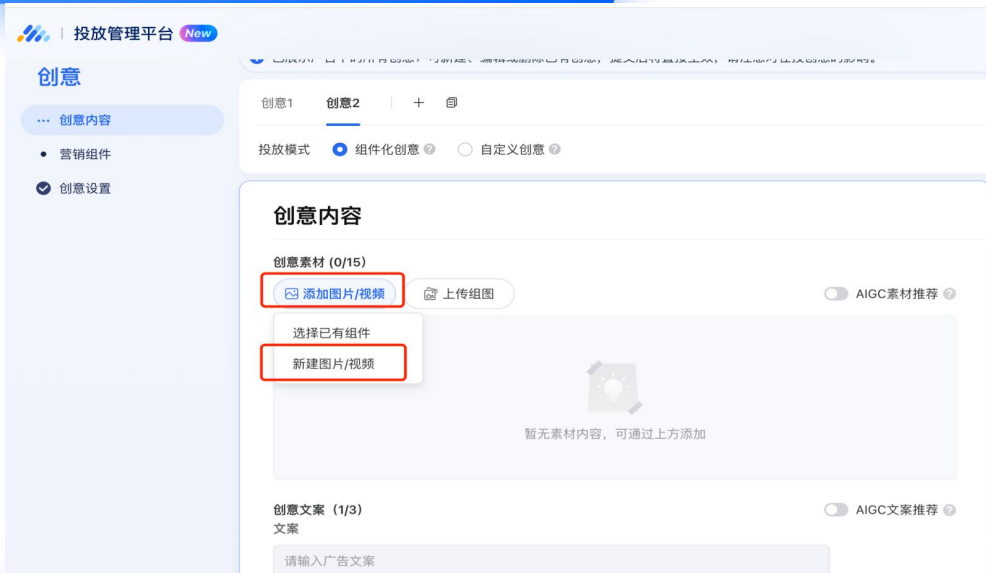 投放管理平台 New
创意
创意1 创意2
创意内容
投放模式 组件化创意 自定义创意
营销组件
创意设置
创意内容
创意素材 (0/15)
添加图片/视频 上传组图 AIGC素材推荐
选择已有组件
新建图片/视频
暂无素材内容，可通过上方添加
创意文案（1/3） AIGC文案推荐
文案
请输入广告文案